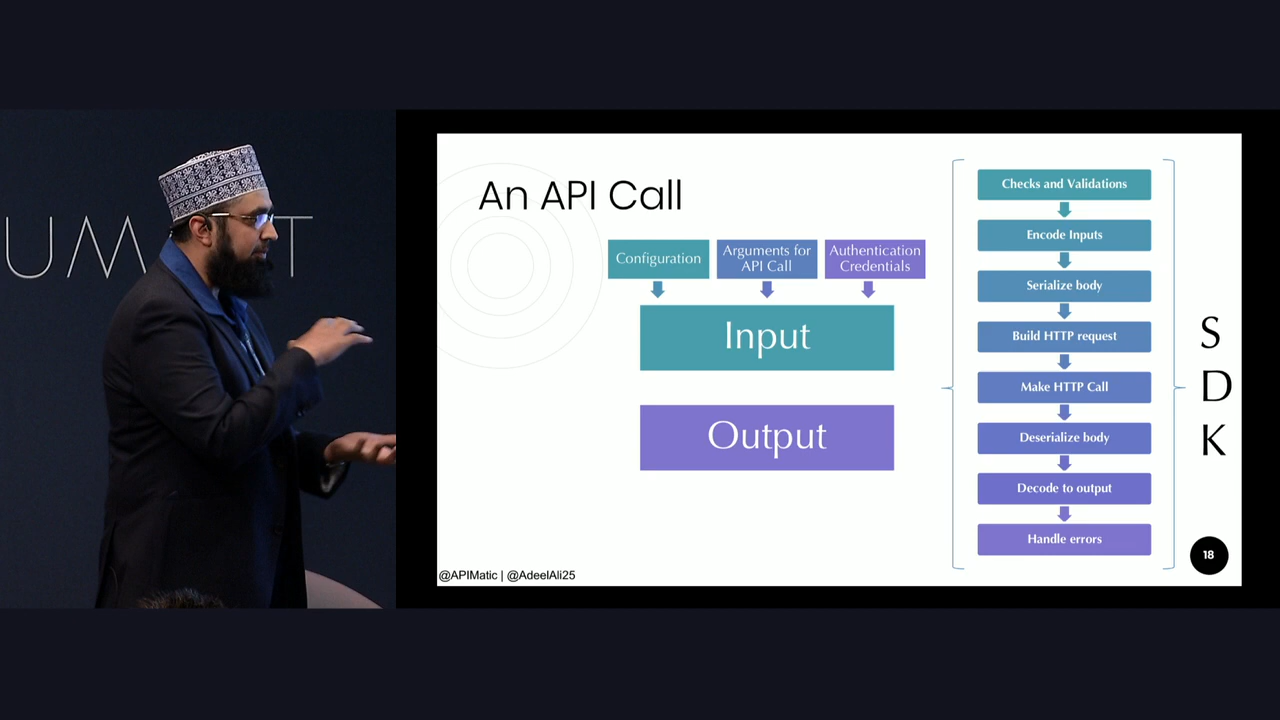 An API Call
Configuration
Arguments for
API Call
Authentication
Credentials
Input
Output
Checks and Validations
Encode Inputs
Serialize body
Build HTTP request
Make HTTP Call
Deserialize body
Decode to output
Handle errors
S
D
K
18
@APIMatic | @AdeelAli25